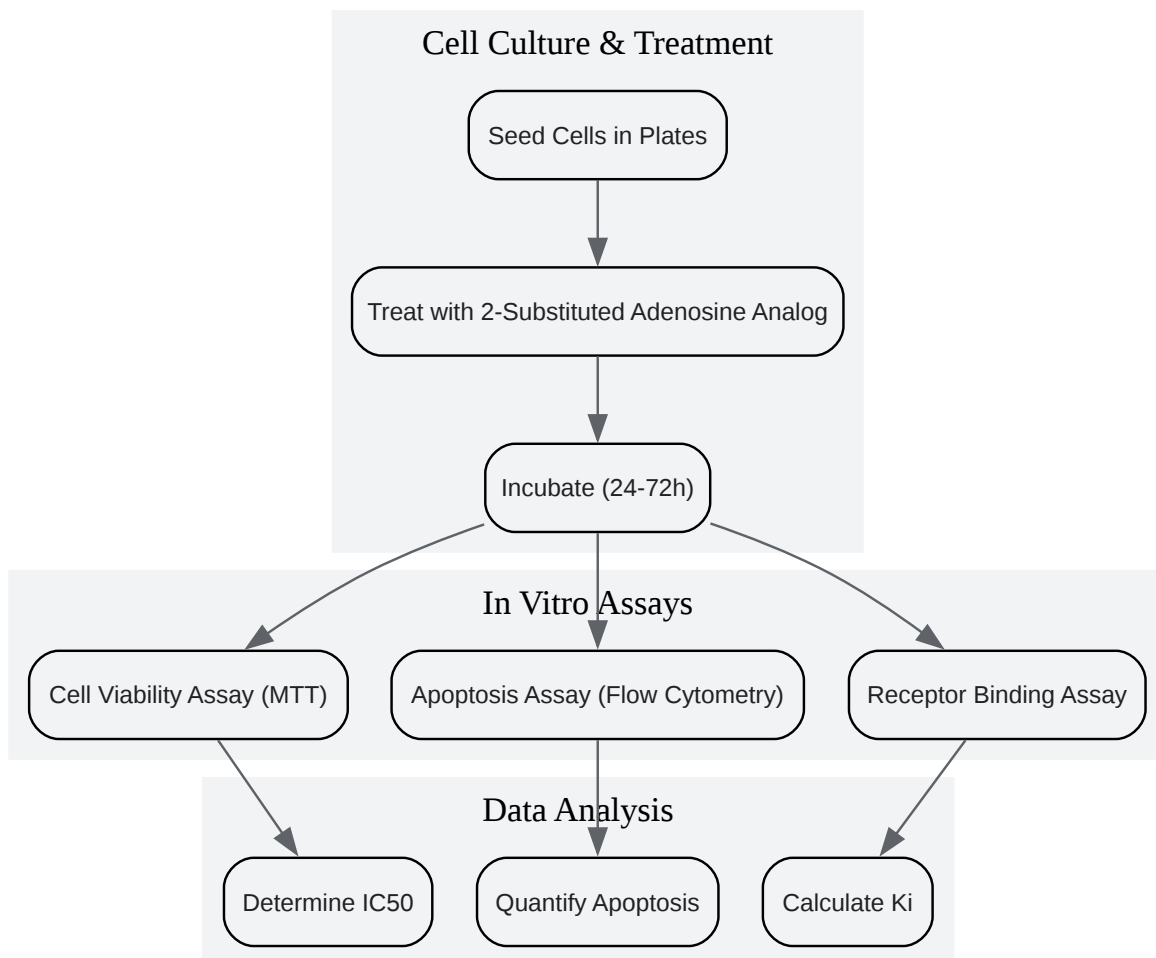 Cell Culture & Treatment
Seed Cells in Plates
Treat with 2-Substituted Adenosine Analog
Incubate (24-72h)
In Vitro Assays
Cell Viability Assay (MTT)
Apoptosis Assay (Flow Cytometry)
Receptor Binding Assay
Data Analysis
Determine IC50
Quantify Apoptosis
Calculate Ki